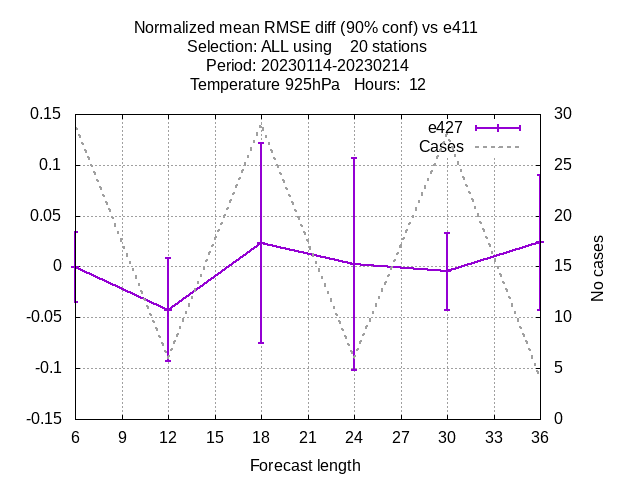 Normalized mean RMSE diff (90% conf) vs e411
Selection: ALL using    20 stations
Period: 20230114-20230214
Temperature 925hPa   Hours:  12
0.15
0.1
0.05
0
-0.05
-0.1
-0.15
30
25
20
15
10
5
0
e427
Cases
No cases
6 9 12 15 18 21 24 27 30 33 36
Forecast length